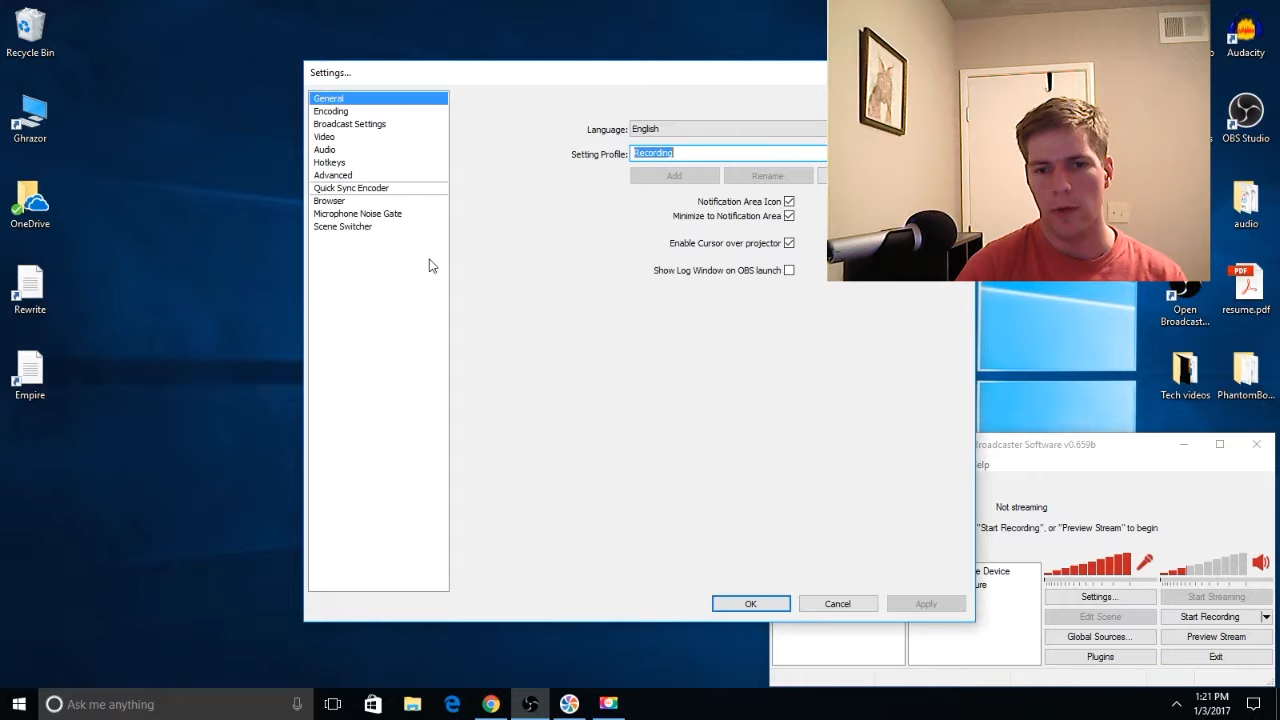 Recycle Bin
Ghrazor
OneDrive
Rewrite
Empire
Settings...
General
Encoding
Broadcast Settings
Video
Audio
Hotkeys
Advanced
Quick Sync Encoder
Browser
Microphone Noise Gate
Scene Switcher
Language:
English
Setting Profile:
Recording
Add
Rename
Notification Area Icon
Minimize to Notification Area
Enable Cursor over projector
Show Log Window on OBS launch
OK
Cancel
Apply
Audacity
OBS Studio
audio
PDF
Open
Broadcast...
resume.pdf
Tech videos
PhantomBo...
roadcaster Software v0.659b
elp
Not streaming
"Start Recording", or "Preview Stream" to begin
e Device
ure
Settings...
Start Streaming
Edit Scene
Start Recording
Global Sources...
Preview Stream
Plugins
Exit
Ask me anything
1:21 PM
1/3/2017